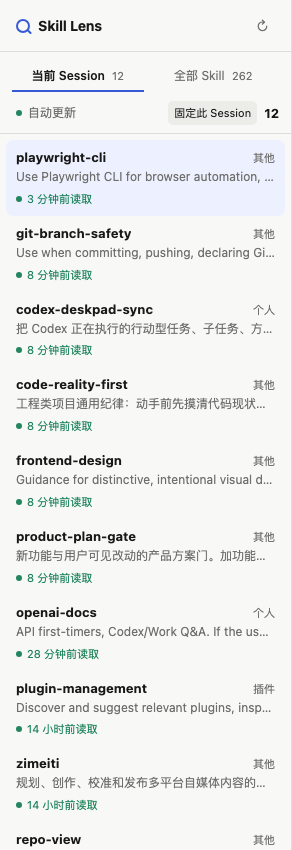 Skill Lens
当前 Session 12 全部 Skill 262
自动更新 固定此 Session 12
playwright-cli 其他
Use Playwright CLI for browser automation, ...
3 分钟前读取
git-branch-safety 其他
Use when committing, pushing, declaring Gi...
8 分钟前读取
codex-deskpad-sync 个人
把 Codex 正在执行的行动型任务、子任务、方...
8 分钟前读取
code-reality-first 其他
工程类项目通用纪律：动手前先摸清代码现状...
8 分钟前读取
frontend-design 其他
Guidance for distinctive, intentional visual d...
8 分钟前读取
product-plan-gate 其他
新功能与用户可见改动的产品方案门。加功能...
8 分钟前读取
openai-docs 个人
API first-timers, Codex/Work Q&A. If the us...
28 分钟前读取
plugin-management 插件
Discover and suggest relevant plugins, insp...
14 小时前读取
zimeiti 其他
规划、创作、校准和发布多平台自媒体内容的...
14 小时前读取
repo-view 其他